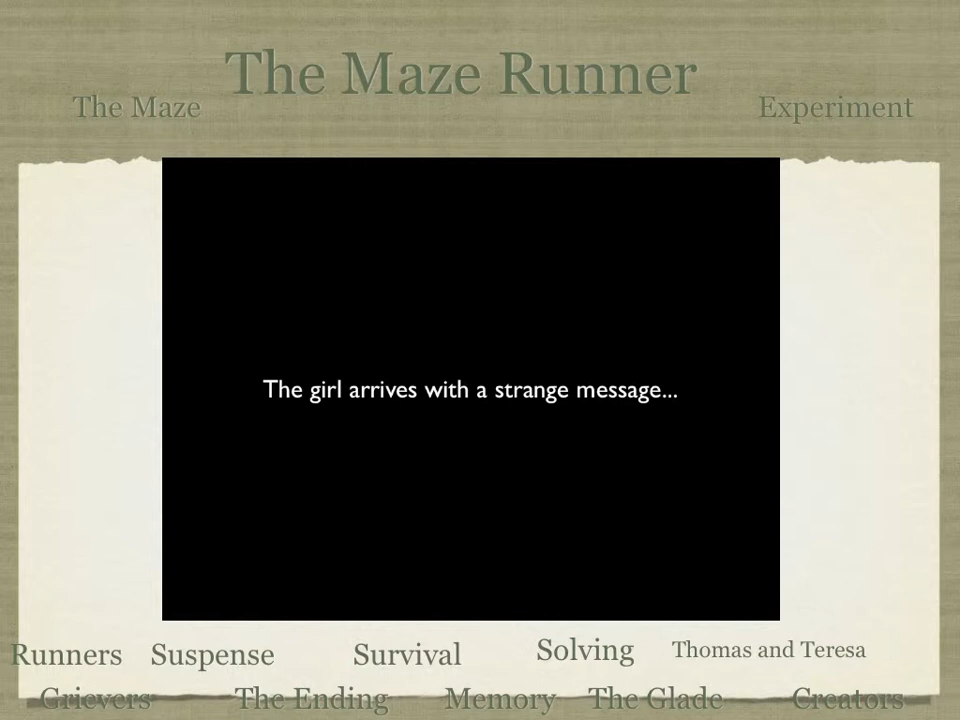 The Maze Runner
The Maze
Experiment
The girl arrives with a strange message...
Runners Suspense Survival Solving Thomas and Teresa
Grievers The Ending Memory The Glade Creators